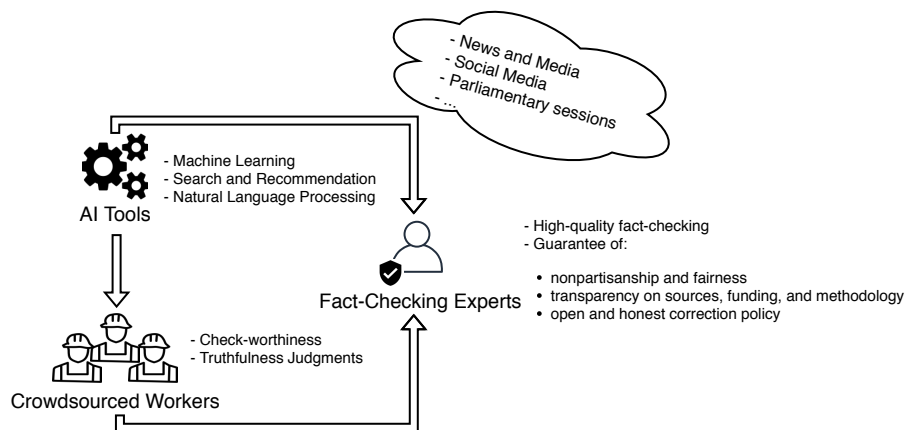 - News and Media
- Social Media
- Parliamentary sessions
- ...
- Machine Learning
- Search and Recommendation
- Natural Language Processing
AI Tools
- High-quality fact-checking
- Guarantee of:
• nonpartisanship and fairness
• transparency on sources, funding, and methodology
• open and honest correction policy
Fact-Checking Experts
- Check-worthiness
- Truthfulness Judgments
Crowdsourced Workers